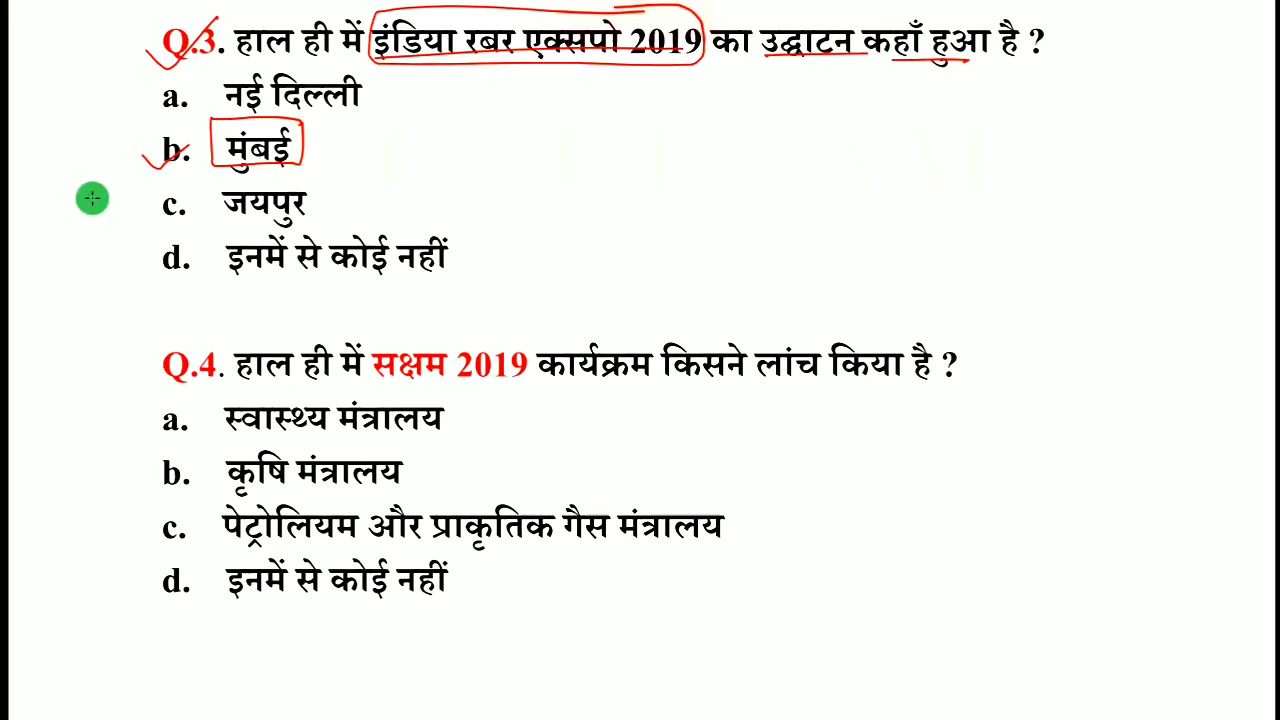 Q.3. हाल ही में इंडिया रबर एक्सपो 2019 का उद्घाटन कहाँ हुआ है ?
a. नई दिल्ली
b. मुंबई
c. जयपुर
d. इनमें से कोई नहीं
Q.4. हाल ही में सक्षम 2019 कार्यक्रम किसने लांच किया है ?
a. स्वास्थ्य मंत्रालय
b. कृषि मंत्रालय
c. पेट्रोलियम और प्राकृतिक गैस मंत्रालय
d. इनमें से कोई नहीं